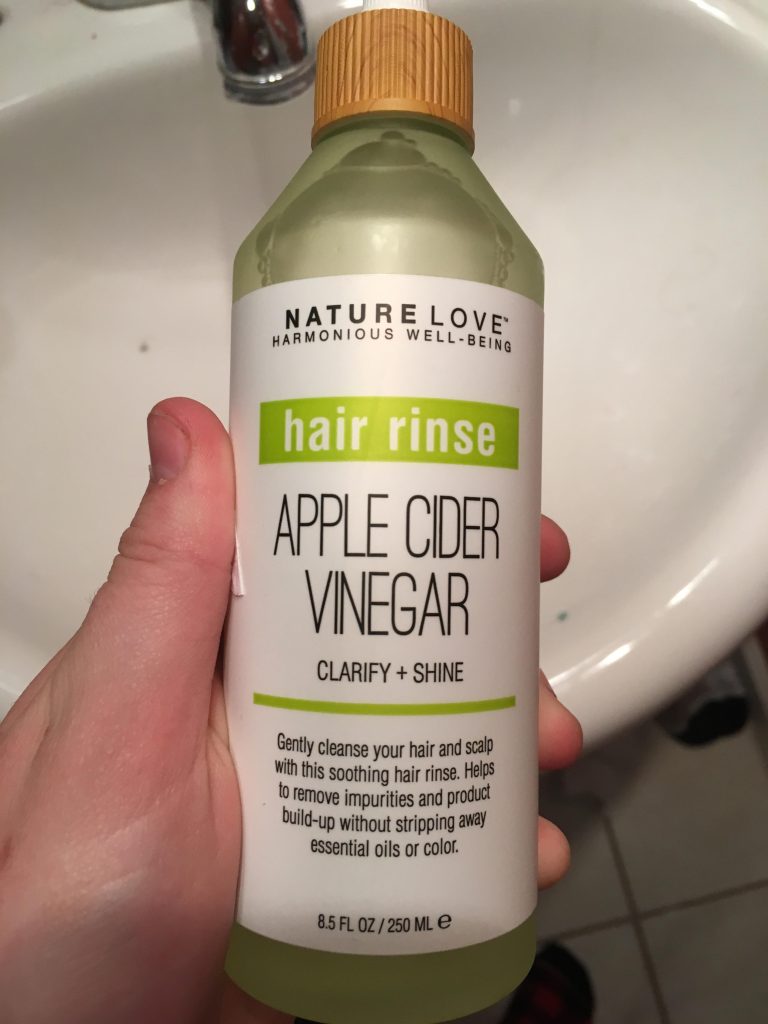 NATURE LOVE™
HARMONIOUS WELL-BEING
hair rinse
APPLE CIDER
VINEGAR
CLARIFY + SHINE
Gently cleanse your hair and scalp
with this soothing hair rinse. Helps
to remove impurities and product
build-up without stripping away
essential oils or color.
8.5 FL OZ / 250 ML ℮